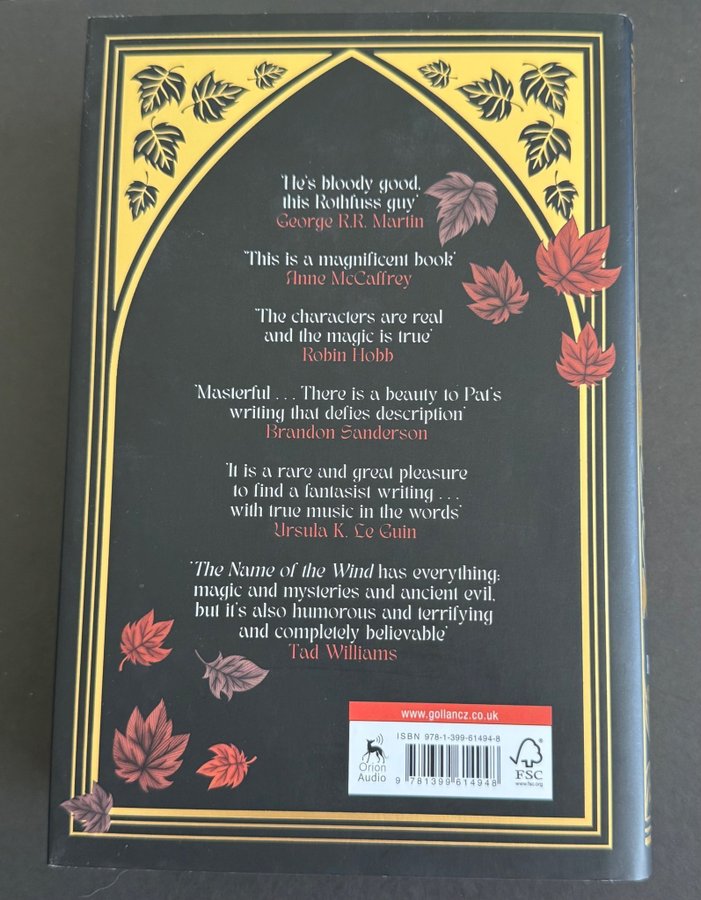 'He's bloody good,
this Rothfuss guy'
George R.R. Martin
'This is a magnificent book'
Anne McCaffrey
'The characters are real
and the magic is true'
Robin Hobb
'Masterful . . . There is a beauty to Pat's
writing that defies description'
Brandon Sanderson
'It is a rare and great pleasure
to find a fantasist writing . . .
with true music in the words'
Ursula K. Le Guin
'The Name of the Wind has everything:
magic and mysteries and ancient evil,
but it's also humorous and terrifying
and completely believable'
Tad Williams
www.gollancz.co.uk
ISBN 978-1-399-61494-8
Orion
Audio
9 781399 614948
FSC
www.fsc.org